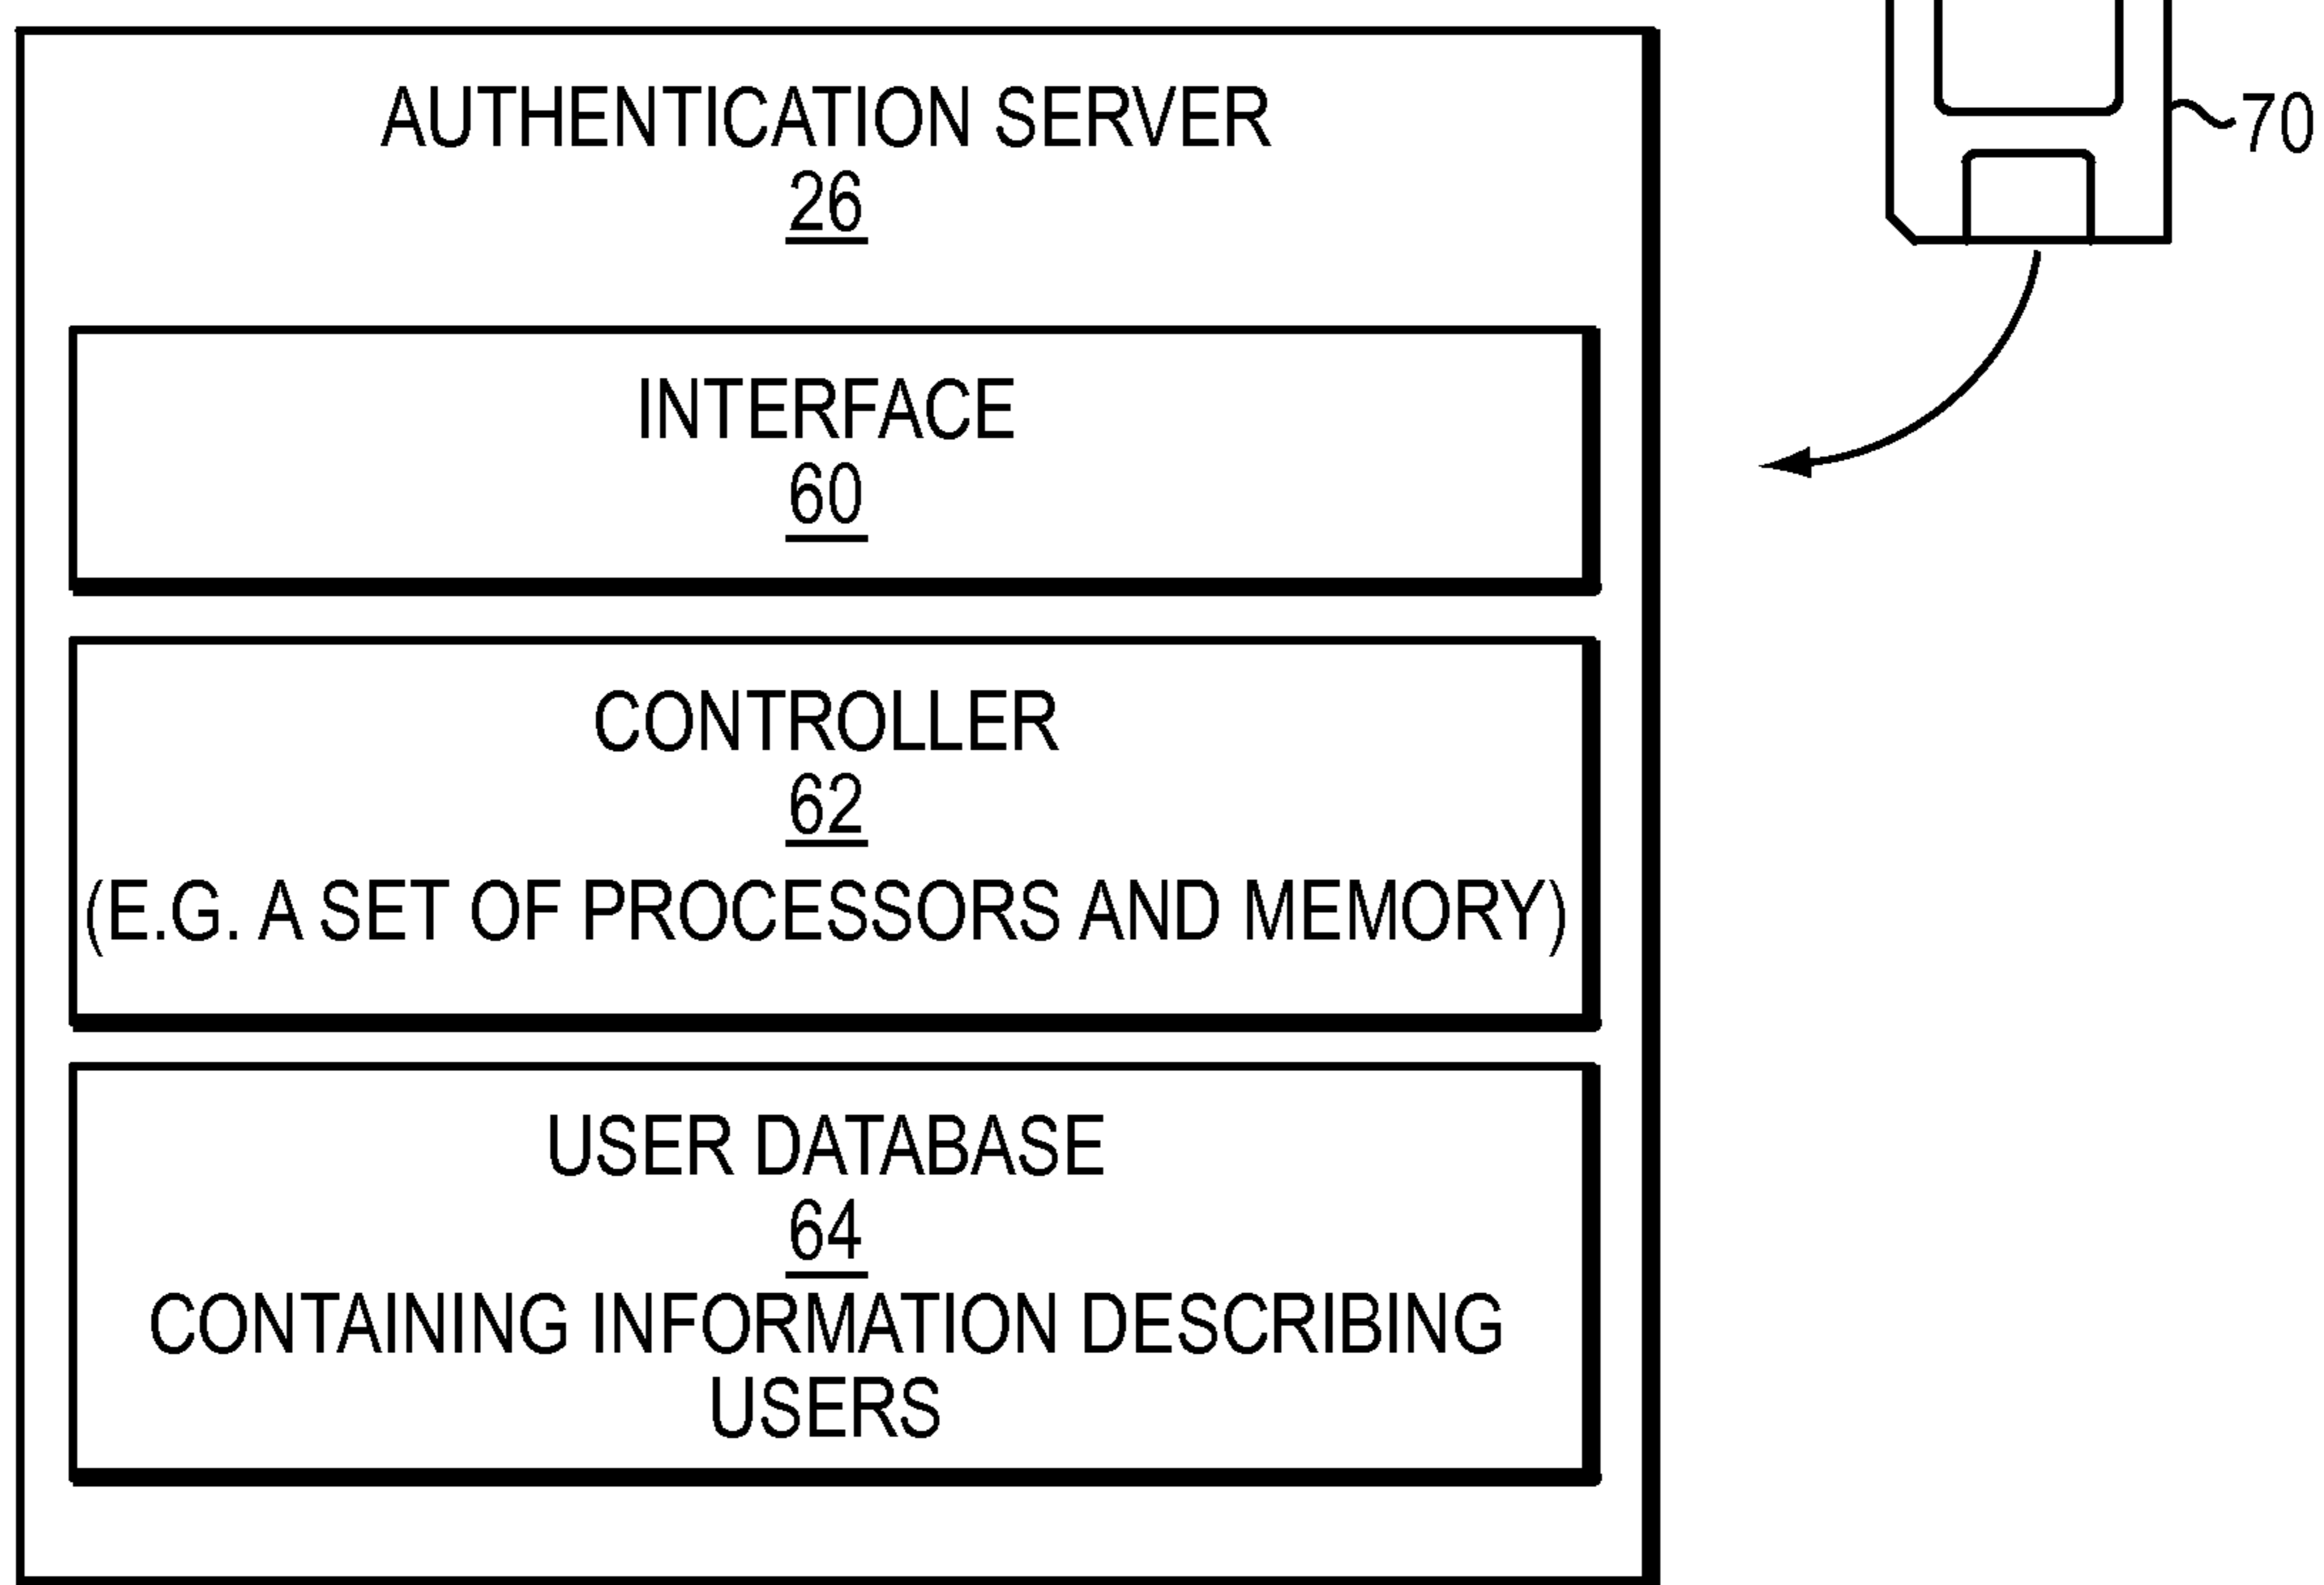 AUTHENTICATION SERVER
26
70
INTERFACE
60
CONTROLLER
62
(E.G. A SET OF PROCESSORS AND MEMORY)
USER DATABASE
64
CONTAINING INFORMATION DESCRIBING
USERS